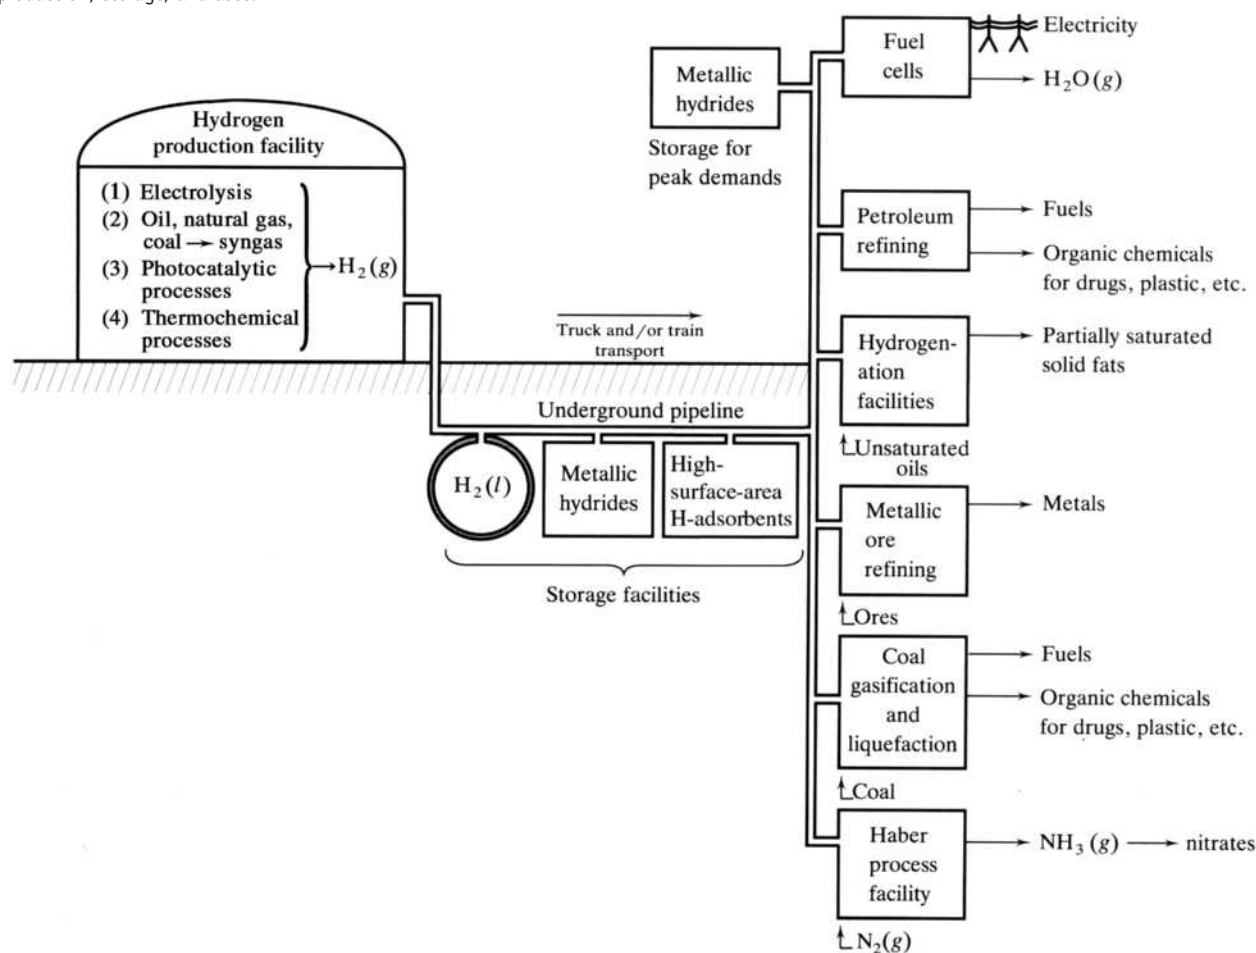 Hydrogen
production facility
(1) Electrolysis
(2) Oil, natural gas,
coal → syngas
(3) Photocatalytic
processes
(4) Thermochemical
processes
→H₂(g)
Truck and/or train
transport
Underground pipeline
H₂(l)
Metallic
hydrides
High-
surface-area
H-adsorbents
Storage facilities
Metallic
hydrides
Storage for
peak demands
Fuel
cells
Electricity
H₂O(g)
Petroleum
refining
Fuels
Organic chemicals
for drugs, plastic, etc.
Hydrogen-
ation
facilities
Partially saturated
solid fats
Unsaturated
oils
Metallic
ore
refining
Metals
Ores
Coal
gasification
and
liquefaction
Fuels
Organic chemicals
for drugs, plastic, etc.
Coal
Haber
process
facility
NH₃(g) → nitrates
N₂(g)